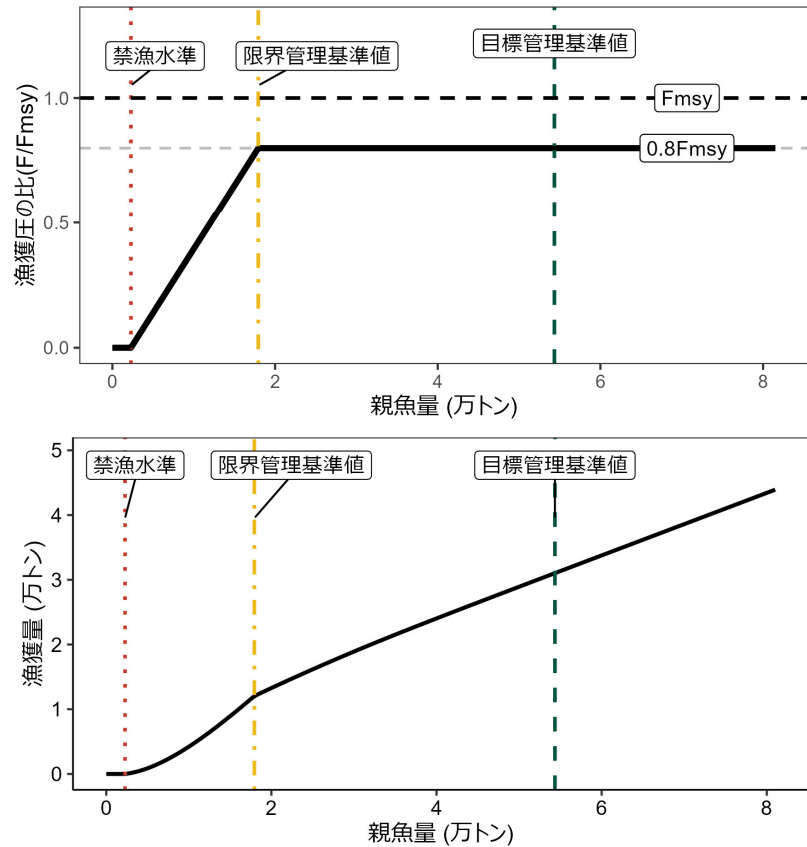 禁漁水準
限界管理基準値
目標管理基準値
漁獲圧の比(F/Fmsy)
1.0
0.5
0.0
Fmsy
0.8Fmsy
0
2
4
6
8
親魚量 (万トン)
禁漁水準
限界管理基準値
目標管理基準値
漁獲量 (万トン)
5
4
3
2
1
0
0
2
4
6
8
親魚量 (万トン)